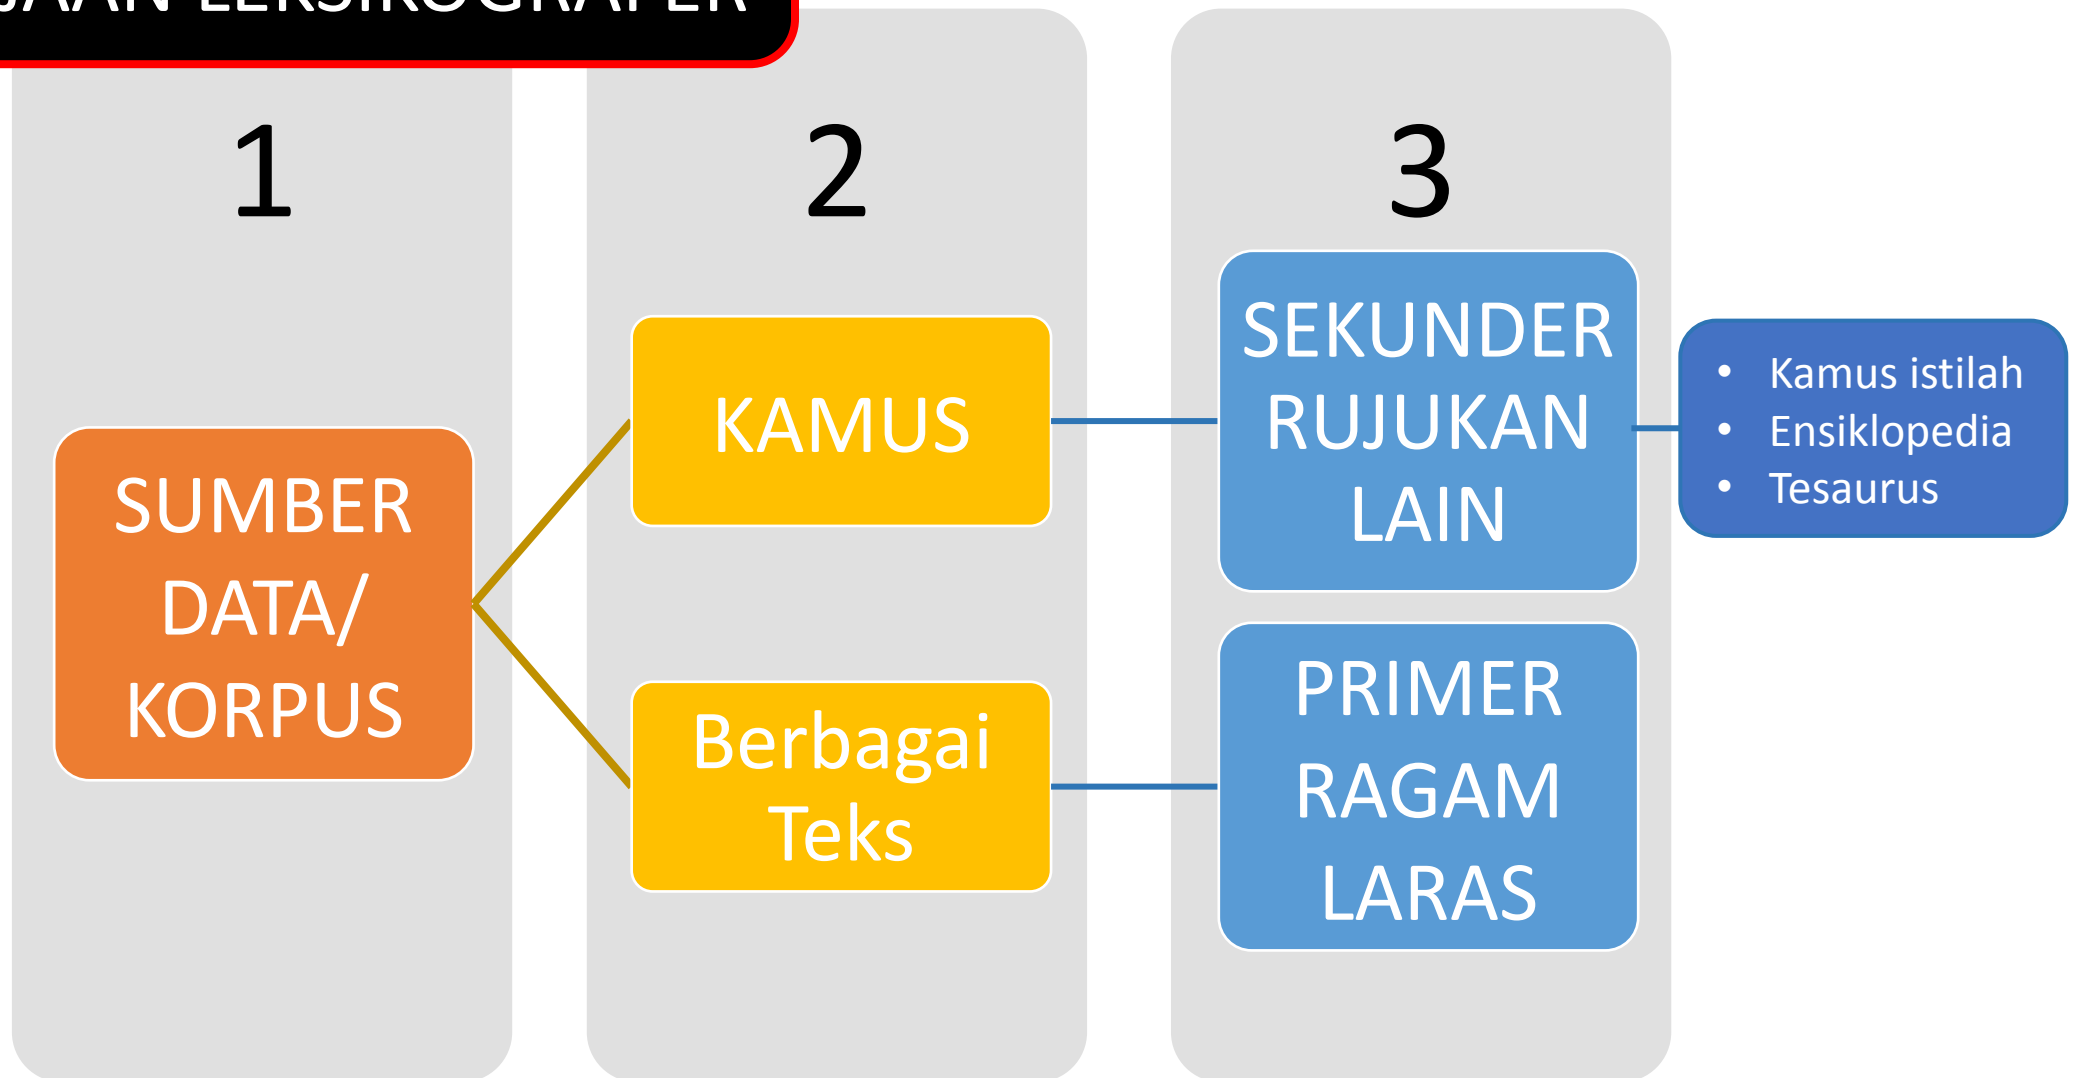 LEKSIKOGRAFER
1
2
3
SUMBER
DATA/
KORPUS
KAMUS
Berbagai
Teks
SEKUNDER
RUJUKAN
LAIN
PRIMER
RAGAM
LARAS
• Kamus istilah
• Ensiklopedia
• Tesaurus